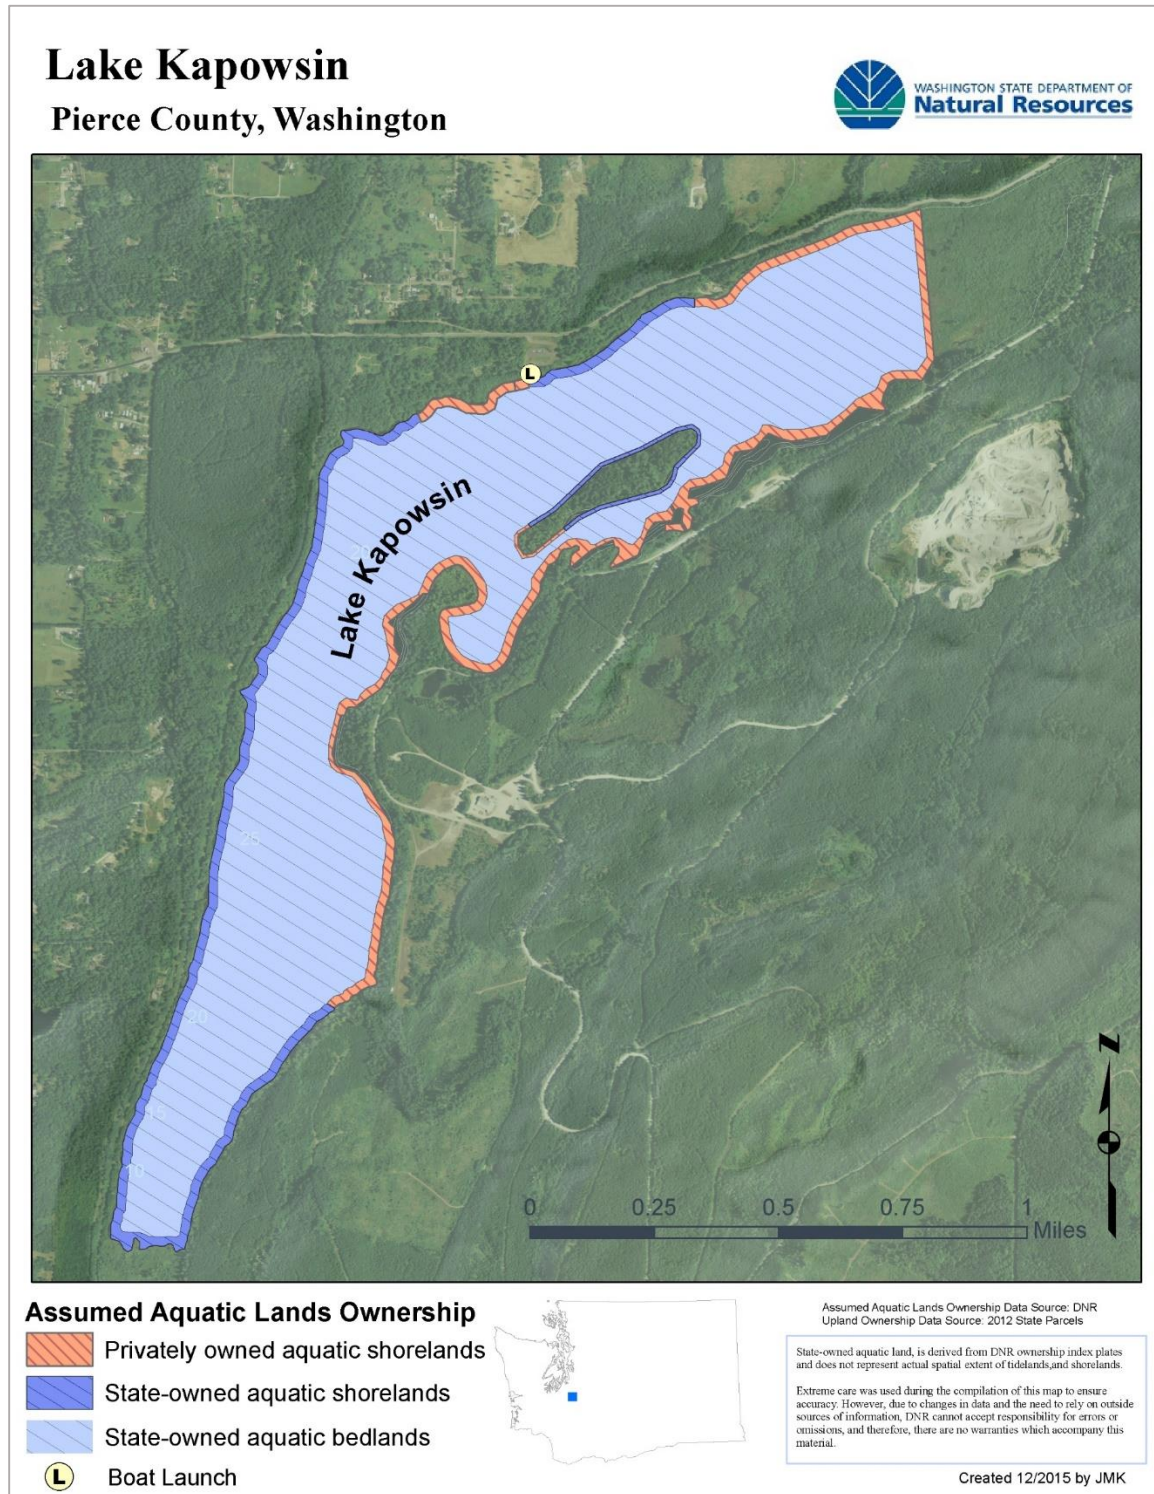 Lake Kapowsin
Pierce County, Washington
WASHINGTON STATE DEPARTMENT OF
Natural Resources
L
Lake Kapowsin
20
25
20
15
10
N
0 0.25 0.5 0.75 1
Miles
Assumed Aquatic Lands Ownership
Privately owned aquatic shorelands
State-owned aquatic shorelands
State-owned aquatic bedlands
L Boat Launch
Assumed Aquatic Lands Ownership Data Source: DNR
Upland Ownership Data Source: 2012 State Parcels
State-owned aquatic land, is derived from DNR ownership index plates
and does not represent actual spatial extent of tidelands,and shorelands.
Extreme care was used during the compilation of this map to ensure
accuracy. However, due to changes in data and the need to rely on outside
sources of information, DNR cannot accept responsibility for errors or
omissions, and therefore, there are no warranties which accompany this
material.
Created 12/2015 by JMK